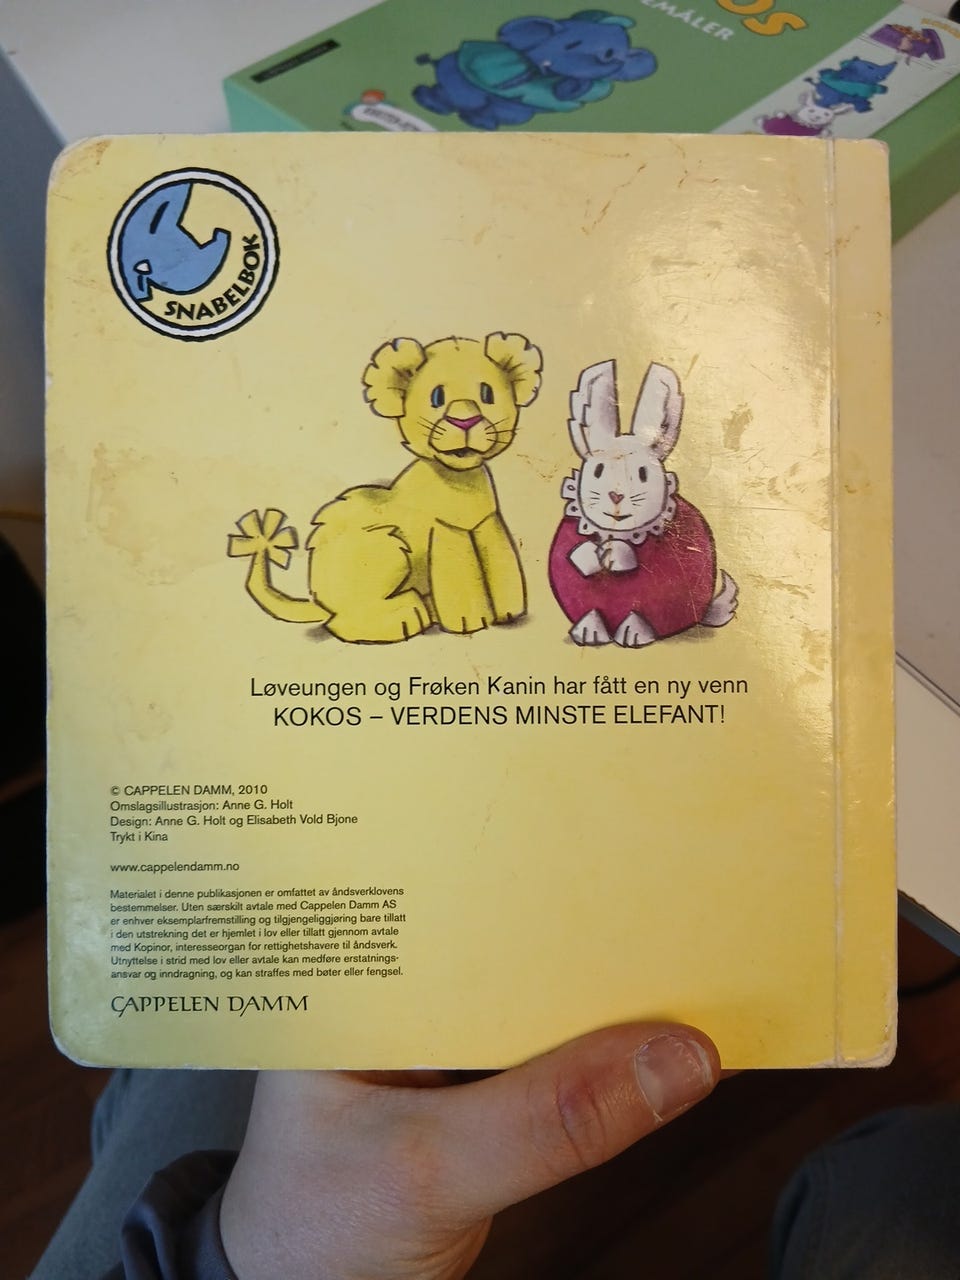 OS
EMÅLER
SNABELBOK
Løveungen og Frøken Kanin har fått en ny venn
KOKOS – VERDENS MINSTE ELEFANT!
© CAPPELEN DAMM, 2010
Omslagsillustrasjon: Anne G. Holt
Design: Anne G. Holt og Elisabeth Vold Bjone
Trykt i Kina
www.cappelendamm.no
Materialet i denne publikasjonen er omfattet av åndsverklovens
bestemmelser. Uten særskilt avtale med Cappelen Damm AS
er enhver eksemplarfremstilling og tilgjengeliggjøring bare tillatt
i den utstrekning det er hjemlet i lov eller tillatt gjennom avtale
med Kopinor, interesseorgan for rettighetshavere til åndsverk.
Utnyttelse i strid med lov eller avtale kan medføre erstatnings-
ansvar og inndragning, og kan straffes med bøter eller fengsel.
CAPPELEN DAMM